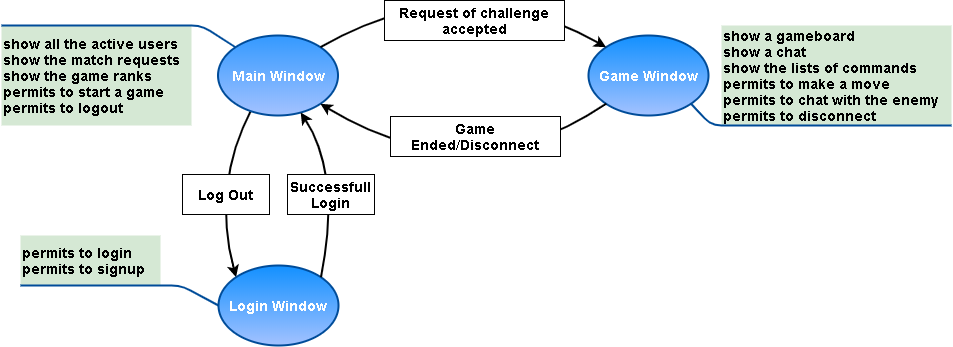 Request of challenge
accepted
show all the active users
show the match requests
show the game ranks
permits to start a game
permits to logout
Main Window
Game Window
show a gameboard
show a chat
show the lists of commands
permits to make a move
permits to chat with the enemy
permits to disconnect
Game
Ended/Disconnect
Log Out
Successfull
Login
permits to login
permits to signup
Login Window